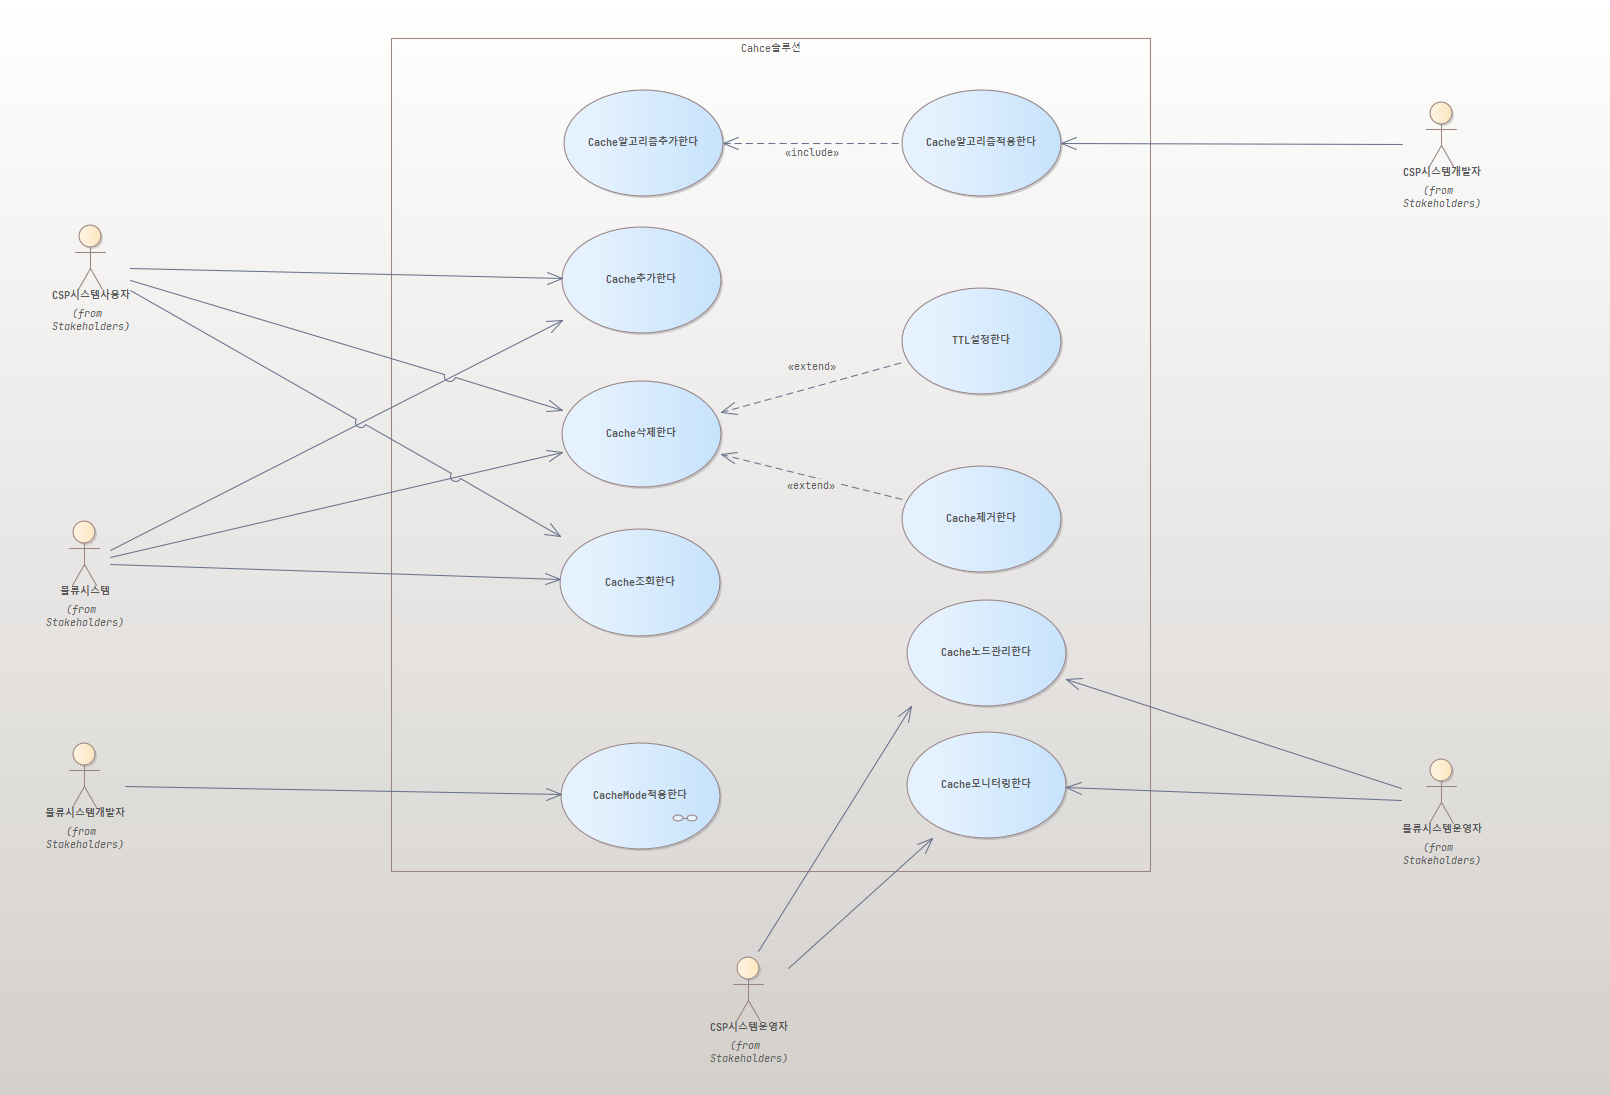 Cahce솔루션
Cache알고리즘추가한다
«include»
Cache알고리즘적용한다
CSP시스템개발자
(from
Stakeholders)
CSP시스템사용자
(from
Stakeholders)
Cache추가한다
TTL설정한다
«extend»
Cache삭제한다
«extend»
Cache제거한다
물류시스템
(from
Stakeholders)
Cache조회한다
Cache노드관리한다
물류시스템개발자
(from
Stakeholders)
CacheMode적용한다
Cache모니터링한다
물류시스템운영자
(from
Stakeholders)
CSP시스템운영자
(from
Stakeholders)